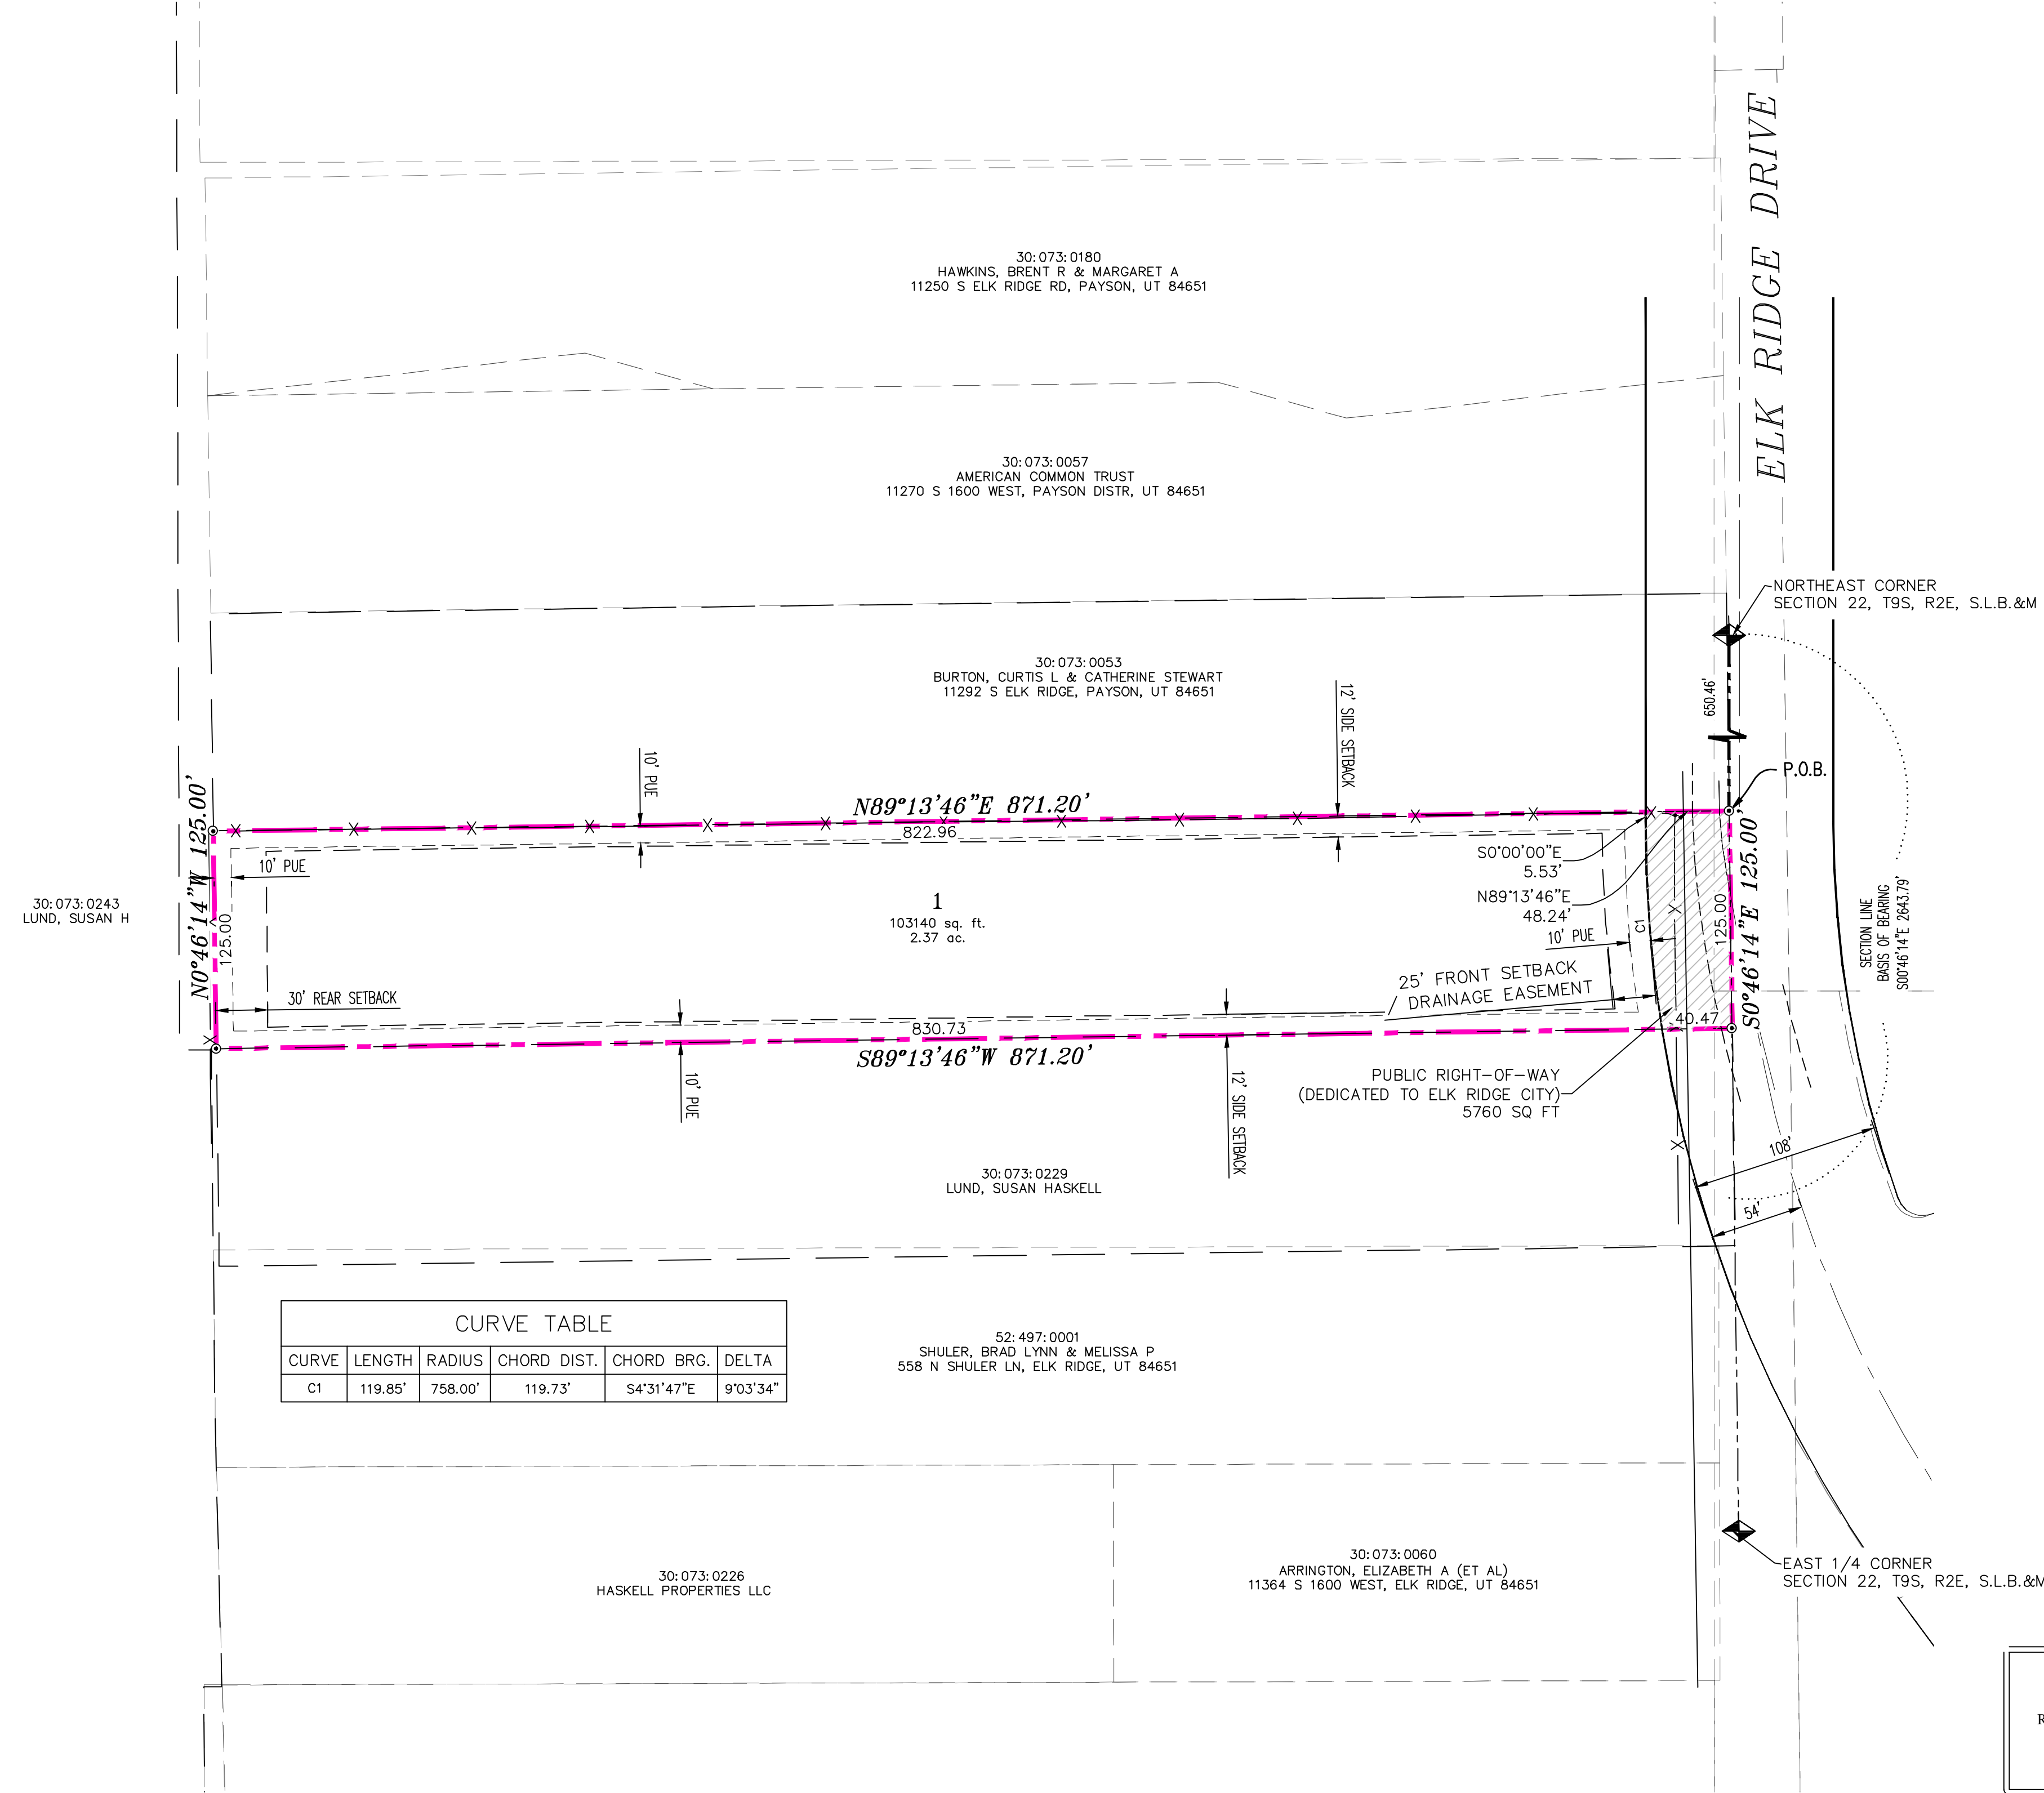 ELK RIDGE DRIVE
30:073:0180
HAWKINS, BRENT R & MARGARET A
11250 S ELK RIDGE RD, PAYSON, UT 84651
30:073:0057
AMERICAN COMMON TRUST
11270 S 1600 WEST, PAYSON DISTR, UT 84651
NORTHEAST CORNER
SECTION 22, T9S, R2E, S.L.B.&M
30:073:0053
BURTON, CURTIS L & CATHERINE STEWART
11292 S ELK RIDGE, PAYSON, UT 84651
650.46'
12' SIDE SETBACK
10' PUE
P.O.B.
N89°13'46"E 871.20'
822.96
N0°46'14"W 125.00'
125.00
10' PUE
S0°00'00"E
5.53'
N89°13'46"E
48.24'
10' PUE
C1
125.00
S0°46'14"E 125.00'
SECTION LINE
BASIS OF BEARING
S00°46'14"E 2643.79'
30:073:0243
LUND, SUSAN H
1
103140 sq. ft.
2.37 ac.
25' FRONT SETBACK
DRAINAGE EASEMENT
30' REAR SETBACK
40.47
830.73
S89°13'46"W 871.20'
10' PUE
12' SIDE SETBACK
PUBLIC RIGHT-OF-WAY
(DEDICATED TO ELK RIDGE CITY)
5760 SQ FT
108'
54'
30:073:0229
LUND, SUSAN HASKELL
CURVE TABLE
CURVE LENGTH RADIUS CHORD DIST. CHORD BRG. DELTA
C1 119.85' 758.00' 119.73' S4°31'47"E 9°03'34"
52:497:0001
SHULER, BRAD LYNN & MELISSA P
558 N SHULER LN, ELK RIDGE, UT 84651
30:073:0226
HASKELL PROPERTIES LLC
30:073:0060
ARRINGTON, ELIZABETH A (ET AL)
11364 S 1600 WEST, ELK RIDGE, UT 84651
EAST 1/4 CORNER
SECTION 22, T9S, R2E, S.L.B.&M
R